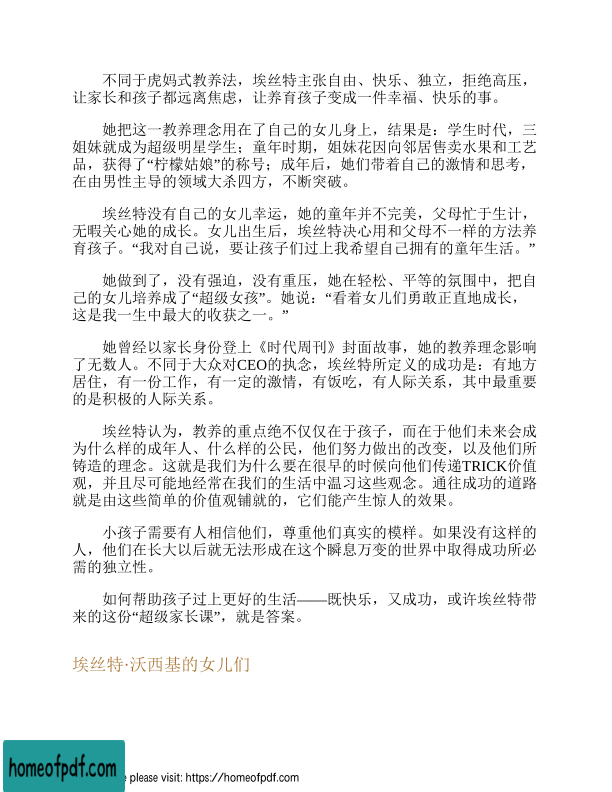 不同于虎妈式教养法，埃丝特主张自由、快乐、独立，拒绝高压，
让家长和孩子都远离焦虑，让养育孩子变成一件幸福、快乐的事。
她把这一教养理念用在了自己的女儿身上，结果是：学生时代，三
姐妹就成为超级明星学生；童年时期，姐妹花因向邻居售卖水果和工艺
品，获得了“柠檬姑娘”的称号；成年后，她们带着自己的激情和思考，
在由男性主导的领域大杀四方，不断突破。
埃丝特没有自己的女儿幸运，她的童年并不完美，父母忙于生计，
无暇关心她的成长。女儿出生后，埃丝特决心用和父母不一样的方法养
育孩子。“我对自己说，要让孩子们过上我希望自己拥有的童年生活。”
她做到了，没有强迫，没有重压，她在轻松、平等的氛围中，把自
己的女儿培养成了“超级女孩”。她说：“看着女儿们勇敢正直地成长，
这是我一生中最大的收获之一。”
她曾经以家长身份登上《时代周刊》封面故事，她的教养理念影响
了无数人。不同于大众对CEO的执念，埃丝特所定义的成功是：有地方
居住，有一份工作，有一定的激情，有饭吃，有人际关系，其中最重要
的是积极的人际关系。
埃丝特认为，教养的重点绝不仅仅在于孩子，而在于他们未来会成
为什么样的成年人、什么样的公民，他们努力做出的改变，以及他们所
铸造的理念。这就是我们为什么要在很早的时候向他们传递TRICK价值
观，并且尽可能地经常在我们的生活中温习这些观念。通往成功的道路
就是由这些简单的价值观铺就的，它们能产生惊人的效果。
小孩子需要有人相信他们，尊重他们真实的模样。如果没有这样的
人，他们在长大以后就无法形成在这个瞬息万变的世界中取得成功所必
需的独立性。
如何帮助孩子过上更好的生活——既快乐，又成功，或许埃丝特带
来的这份“超级家长课”，就是答案。
埃丝特·沃西基的女儿们
homeofpdf.com
please visit: https://homeofpdf.com